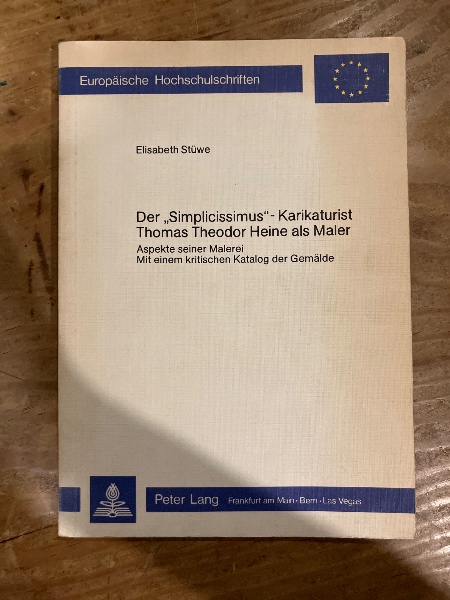 Europäische Hochschulschriften
Elisabeth Stüwe
Der „Simplicissimus“-Karikaturist
Thomas Theodor Heine als Maler
Aspekte seiner Malerei
Mit einem kritischen Katalog der Gemälde
Peter Lang Frankfurt am Main · Bern · Las Vegas